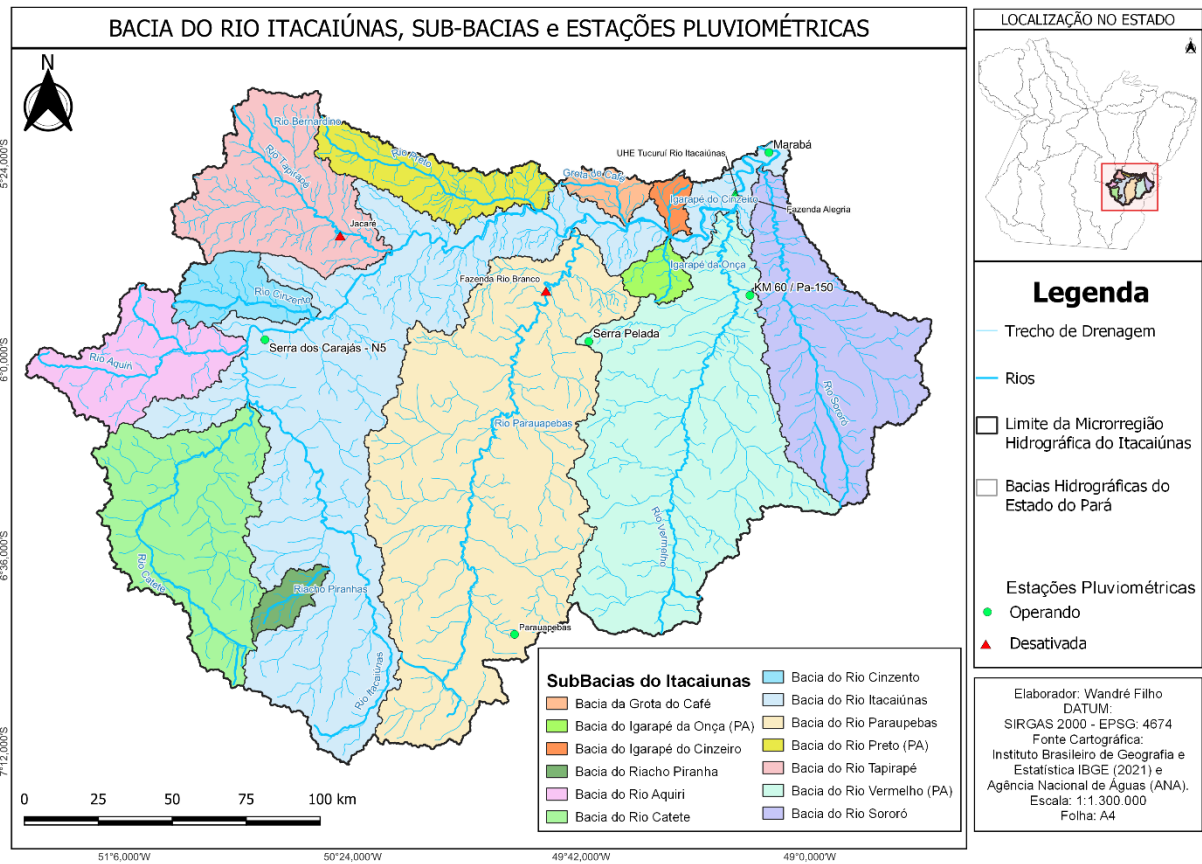 BACIA DO RIO ITACAIÚNAS, SUB-BACIAS e ESTAÇÕES PLUVIOMÉTRICAS
N
5°24,000'S
6°0,000'S
6°36,000'S
7°12,000'S
51°6,000'W
50°24,000'W
49°42,000'W
49°0,000'W
Rio Bernardino
Rio Preto
Rio Tapirapé
Jacaré
Greta do Café
UHE Tucuruí Rio Itacaiúnas
Marabá
Igarapé do Cinzeito
Fazenda Alegria
Igarapé da Onça
Rio Cinzento
Fazenda Rio Branco
KM 60 / Pa-150
Serra Pelada
Serra dos Carajás - N5
Rio Aquiri
Rio Sororó
Rio Parauapebas
Rio Vermelho
Rio Catete
Riacho Piranhas
Parauapebas
Rio Itacaiúnas
0 25 50 75 100 km
SubBacias do Itacaiunas
Bacia da Grota do Café
Bacia do Igarapé da Onça (PA)
Bacia do Igarapé do Cinzeiro
Bacia do Riacho Piranha
Bacia do Rio Aquiri
Bacia do Rio Catete
Bacia do Rio Cinzento
Bacia do Rio Itacaiúnas
Bacia do Rio Paraupebas
Bacia do Rio Preto (PA)
Bacia do Rio Tapirapé
Bacia do Rio Vermelho (PA)
Bacia do Rio Sororó
LOCALIZAÇÃO NO ESTADO
Legenda
Trecho de Drenagem
Rios
Limite da Microrregião
Hidrográfica do Itacaiúnas
Bacias Hidrográficas do
Estado do Pará
Estações Pluviométricas
Operando
Desativada
Elaborador: Wandré Filho
DATUM:
SIRGAS 2000 - EPSG: 4674
Fonte Cartográfica:
Instituto Brasileiro de Geografia e
Estatística IBGE (2021) e
Agência Nacional de Águas (ANA).
Escala: 1:1.300.000
Folha: A4